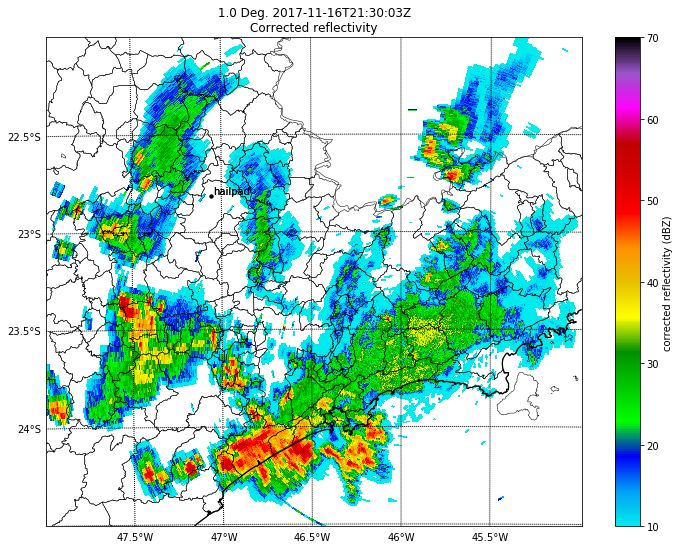 1.0 Deg. 2017-11-16T21:30:03Z
Corrected reflectivity
22.5°S
23°S
23.5°S
24°S
47.5°W
47°W
46.5°W
46°W
45.5°W
hailpad
70
60
50
40
30
20
10
corrected reflectivity (dBZ)